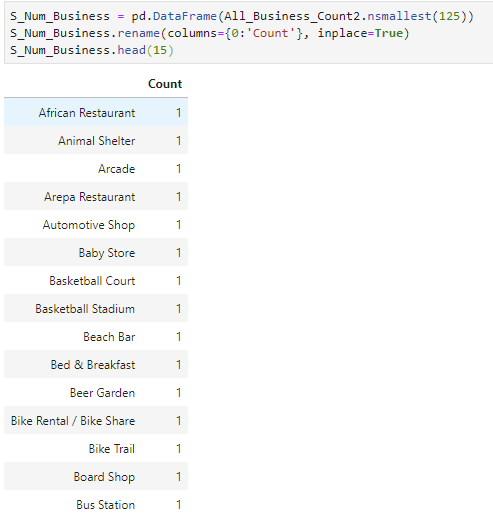 S_Num_Business = pd.DataFrame(All_Business_Count2.nsmallest(125))
S_Num_Business.rename(columns={0:'Count'}, inplace=True)
S_Num_Business.head(15)
Count
African Restaurant 1
Animal Shelter 1
Arcade 1
Arepa Restaurant 1
Automotive Shop 1
Baby Store 1
Basketball Court 1
Basketball Stadium 1
Beach Bar 1
Bed & Breakfast 1
Beer Garden 1
Bike Rental / Bike Share 1
Bike Trail 1
Board Shop 1
Bus Station 1